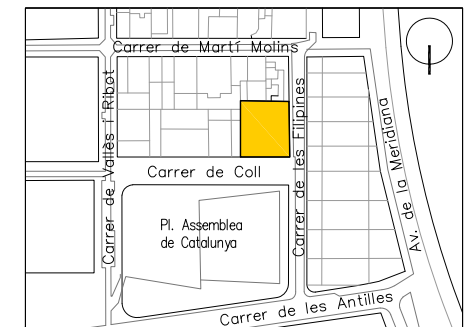 Carrer de Martí Molins
Carrer de Vallès i Ribot
Carrer de les Filipines
Av. de la Meridiana
Carrer de Coll
Pl. Assemblea
de Catalunya
Carrer de les Antilles